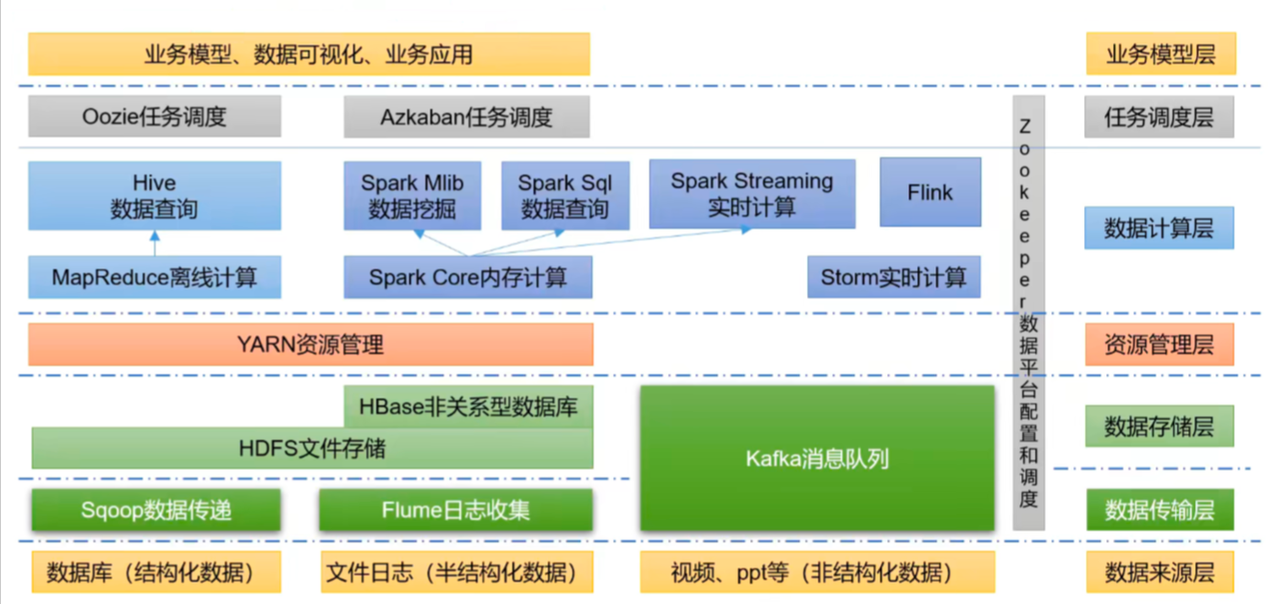 业务模型、数据可视化、业务应用
业务模型层
Oozie任务调度
Azkaban任务调度
任务调度层
Hive
数据查询
Spark Mlib
数据挖掘
Spark Sql
数据查询
Spark Streaming
实时计算
Flink
Zookeeper数据平台配置和调度
数据计算层
MapReduce离线计算
Spark Core内存计算
Storm实时计算
YARN资源管理
资源管理层
HBase非关系型数据库
HDFS文件存储
Kafka消息队列
数据存储层
Sqoop数据传递
Flume日志收集
数据传输层
数据库（结构化数据）
文件日志（半结构化数据）
视频、ppt等（非结构化数据）
数据来源层